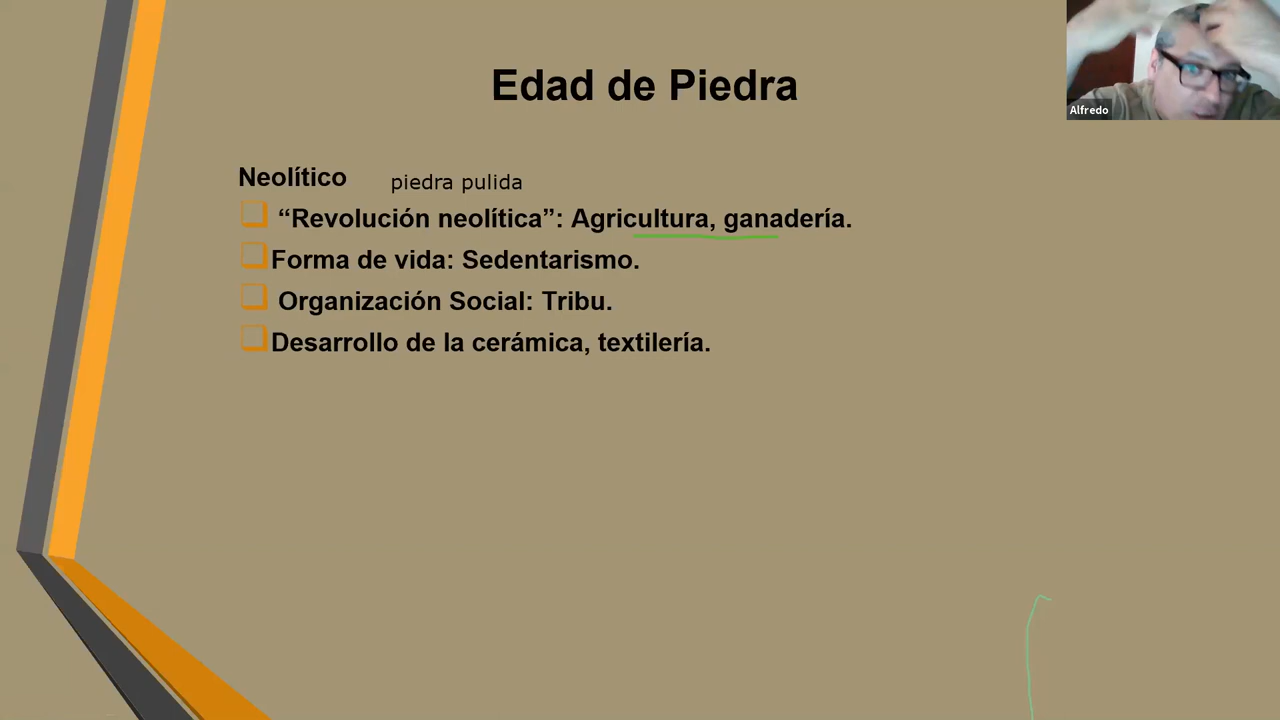 Edad de Piedra
Alfredo
Neolítico piedra pulida
“Revolución neolítica”: Agricultura, ganadería.
Forma de vida: Sedentarismo.
Organización Social: Tribu.
Desarrollo de la cerámica, textilería.